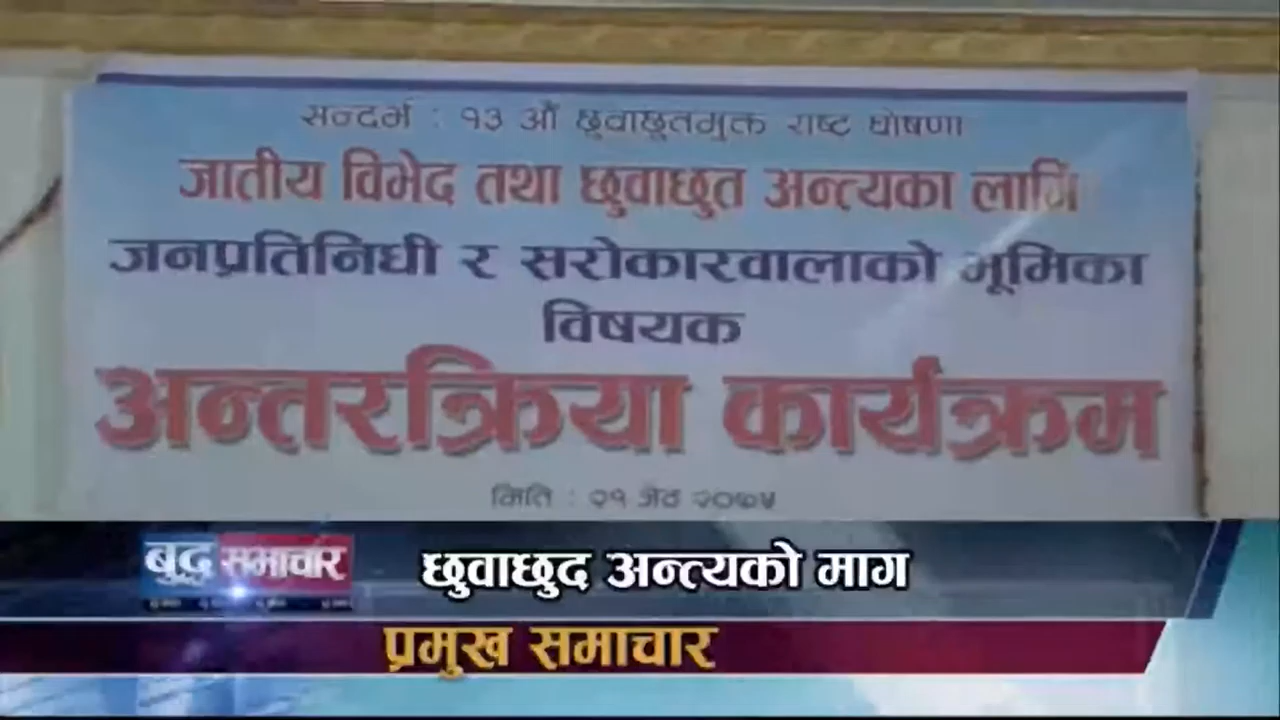 सन्दर्भ : १३ औं छुवाछूतमुक्त राष्ट घोषणा
जातीय विभेद तथा छुवाछुत अन्त्यका लागि
जनप्रतिनिधी र सरोकारवालाको भूमिका
विषयक
अन्तरक्रिया कार्यक्रम
मिति : २१ जेठ २०७५
बुद्ध समाचार
छुवाछुद अन्त्यको माग
प्रमुख समाचार